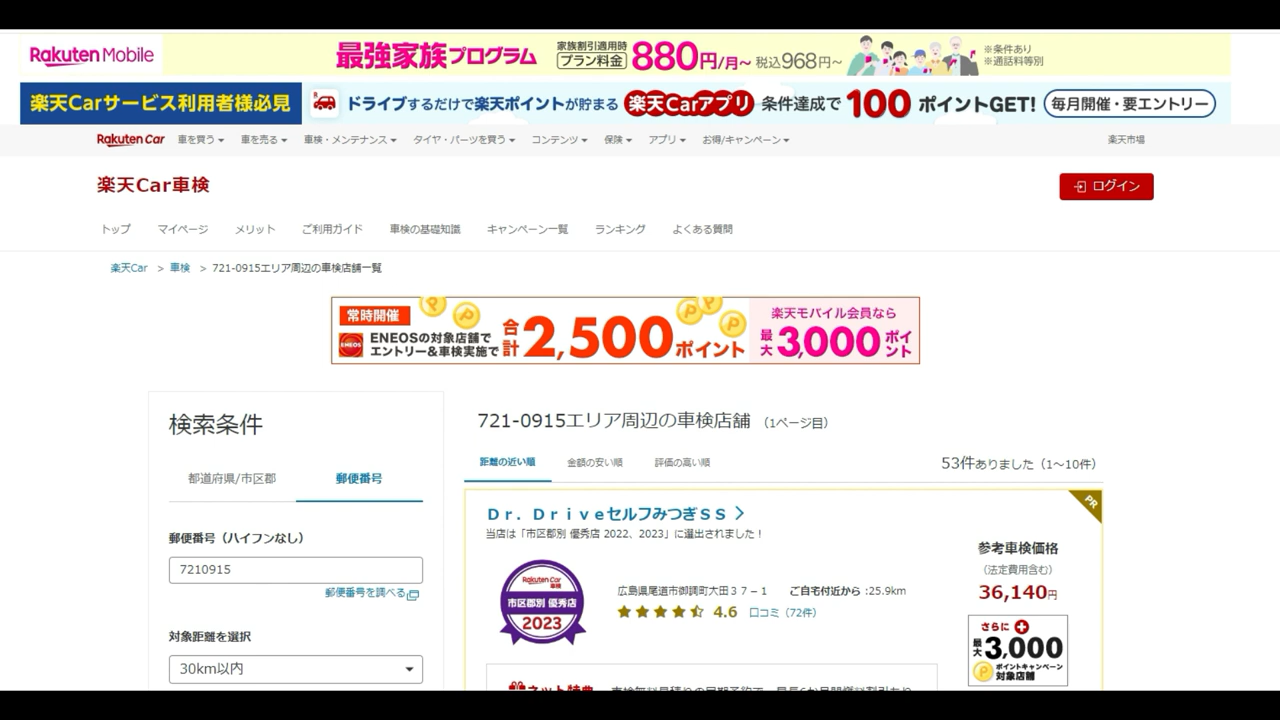 Rakuten Mobile
最強家族プログラム
家族割引適用時
プラン料金
880円/月~ 税込968円~
※条件あり
※通話料等別
楽天Carサービス利用者様必見
ドライブするだけで楽天ポイントが貯まる 楽天Carアプリ 条件達成で 100 ポイントGET! 毎月開催・要エントリー
Rakuten Car 車を買う 車を売る 車検・メンテナンス タイヤ・パーツを買う コンテンツ 保険 アプリ お得/キャンペーン 楽天市場
楽天Car車検
ログイン
トップ マイページ メリット ご利用ガイド 車検の基礎知識 キャンペーン一覧 ランキング よくある質問
楽天Car > 車検 > 721-0915エリア周辺の車検店舗一覧
常時開催
ENEOS
ENEOSの対象店舗で
エントリー&車検実施で
合計2,500ポイント
楽天モバイル会員なら
最大3,000ポイント
検索条件
都道府県/市区郡 郵便番号
郵便番号(ハイフンなし)
7210915
郵便番号を調べる
対象距離を選択
30km以内
721-0915エリア周辺の車検店舗 (1ページ目)
距離の近い順 金額の安い順 評価の高い順
53件ありました(1~10件)
PR
Dr.DriveセルフみつぎSS
当店は「市区郡別 優秀店 2022、2023」に選出されました!
Rakuten Car
車検
市区郡別 優秀店
2023
広島県尾道市御調町大田37-1 ご自宅付近から :25.9km
4.6 口コミ(72件)
参考車検価格
(法定費用含む)
36,140円
さらに
最大3,000
ポイントキャンペーン
対象店舗
ネット特典